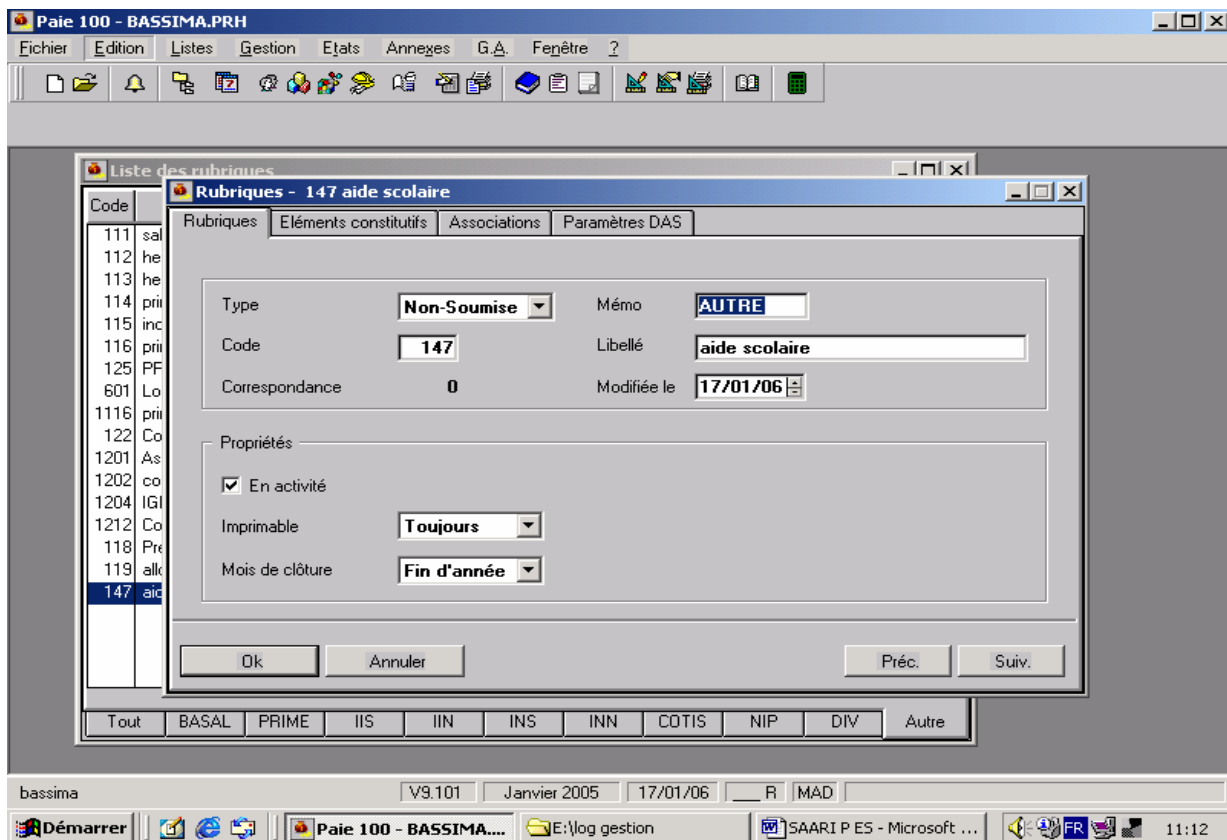 Paie 100 - BASSIMA.PRH
Fichier Edition Listes Gestion Etats Annexes G.A. Fenêtre ?
Liste des rubriques
Rubriques - 147 aide scolaire
Code
Rubriques Eléments constitutifs Associations Paramètres DAS
111 sal
112 he
113 he
114 pri
115 inc
116 pri
125 PF
601 Lo
1116 pri
122 Co
1201 As
1202 co
1204 IGI
1212 Co
118 Pre
119 allo
147 aid
Type Non-Soumise Mémo AUTRE
Code 147 Libellé aide scolaire
Correspondance 0 Modifiée le 17/01/06
Propriétés
En activité
Imprimable Toujours
Mois de clôture Fin d'année
Ok Annuler Préc. Suiv.
Tout BASAL PRIME IIS IIN INS INN COTIS NIP DIV Autre
bassima V9.101 Janvier 2005 17/01/06 ___ R MAD
Démarrer Paie 100 - BASSIMA.... E:\log gestion SAARI P ES - Microsoft ... FR 11:12